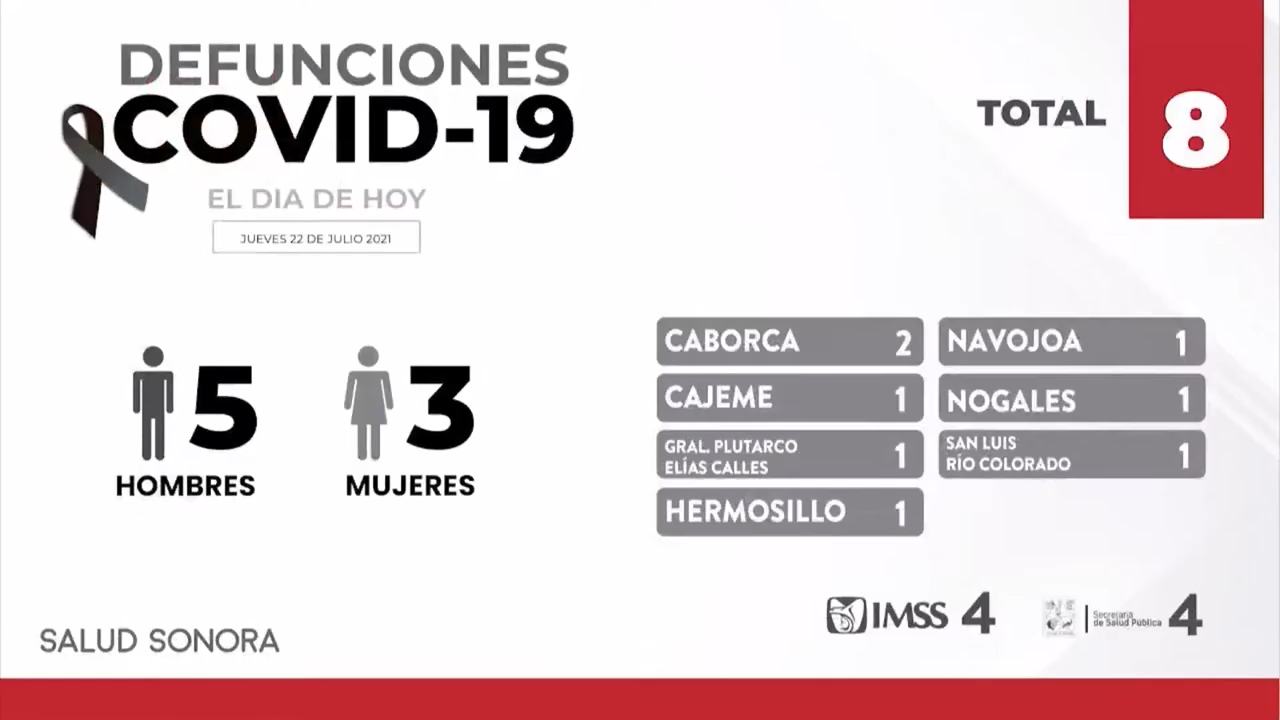 DEFUNCIONES
COVID-19
EL DIA DE HOY
JUEVES 22 DE JULIO 2021
TOTAL
8
5
HOMBRES
3
MUJERES
CABORCA 2
CAJEME 1
GRAL. PLUTARCO
ELÍAS CALLES 1
HERMOSILLO 1
NAVOJOA 1
NOGALES 1
SAN LUIS
RÍO COLORADO 1
IMSS 4
Secretaría
de Salud Pública 4
SALUD SONORA